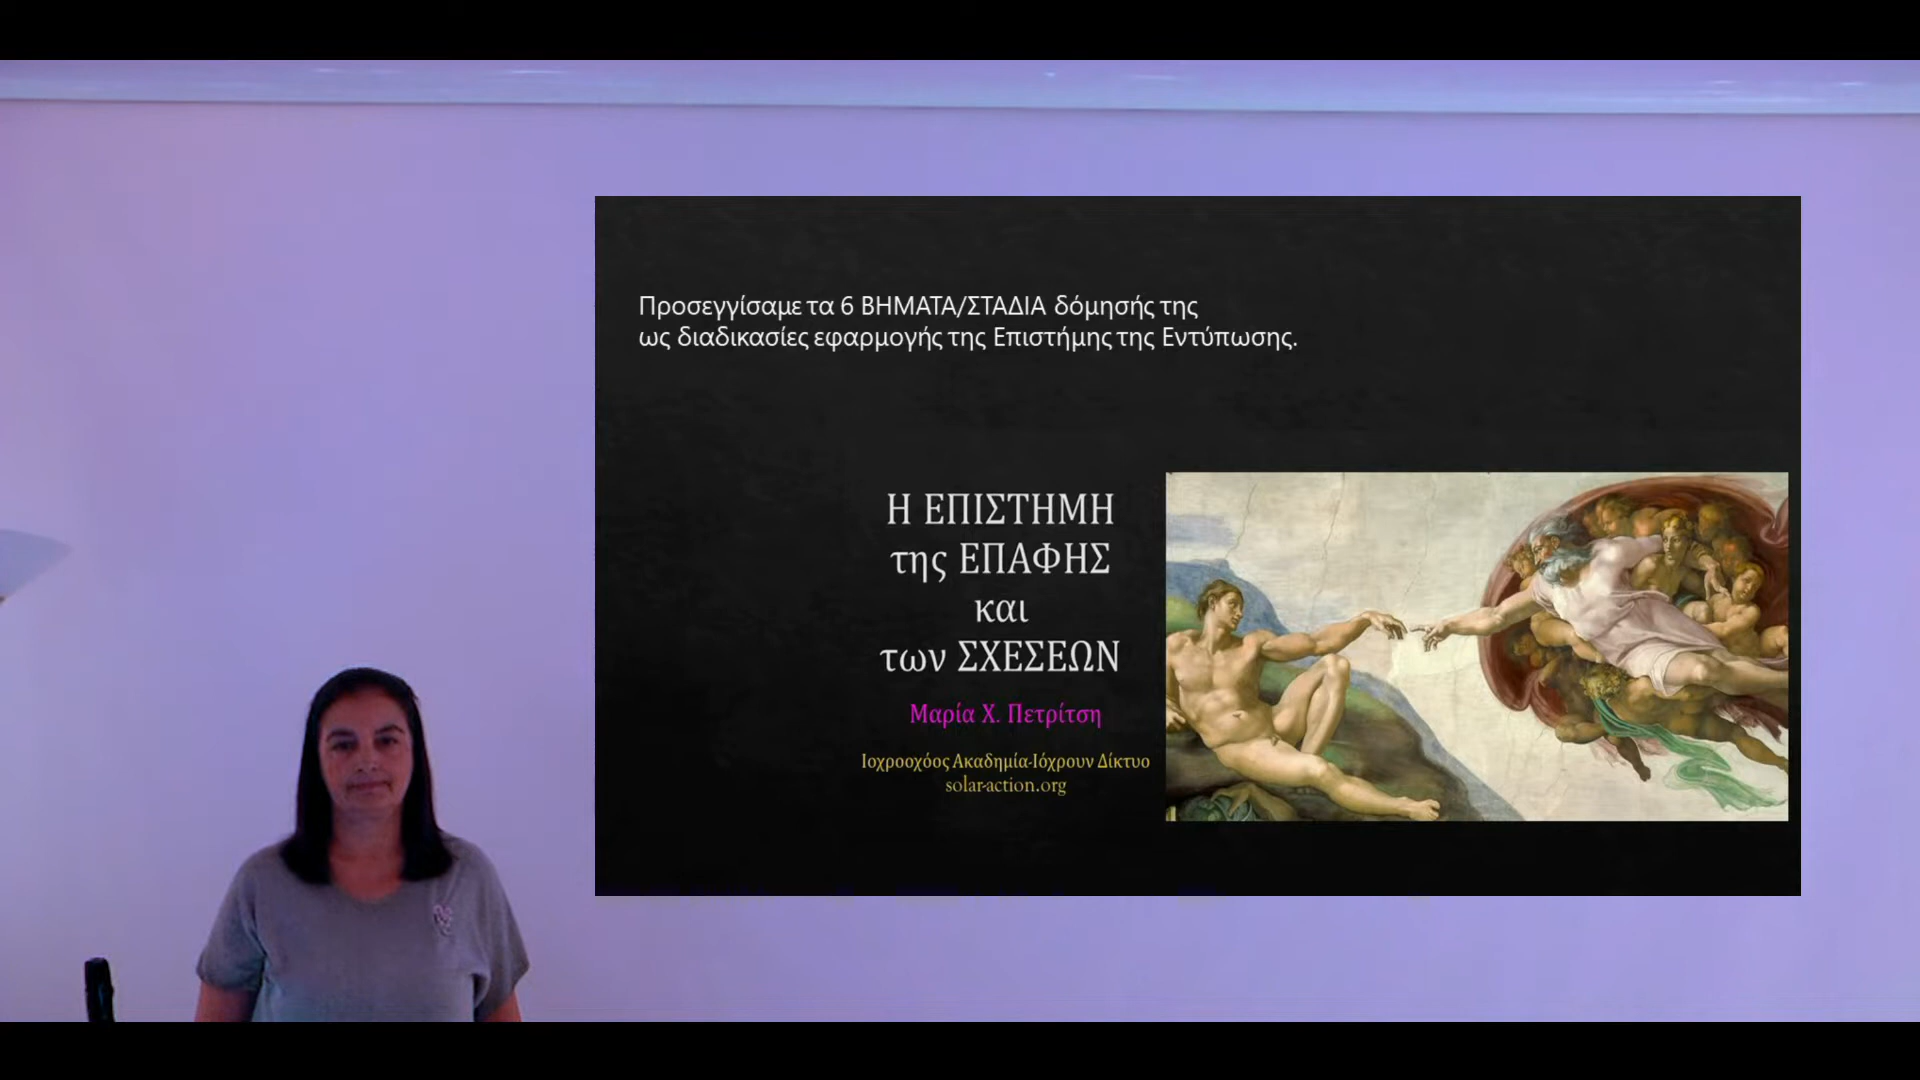 Προσεγγίσαμε τα 6 ΒΗΜΑΤΑ/ΣΤΑΔΙΑ δόμησής της
ως διαδικασίες εφαρμογής της Επιστήμης της Εντύπωσης.
Η ΕΠΙΣΤΗΜΗ
της ΕΠΑΦΗΣ
και
των ΣΧΕΣΕΩΝ
Μαρία Χ. Πετρίτση
Ιοχροοχόος Ακαδημία-Ιόχρουν Δίκτυο
solar-action.org